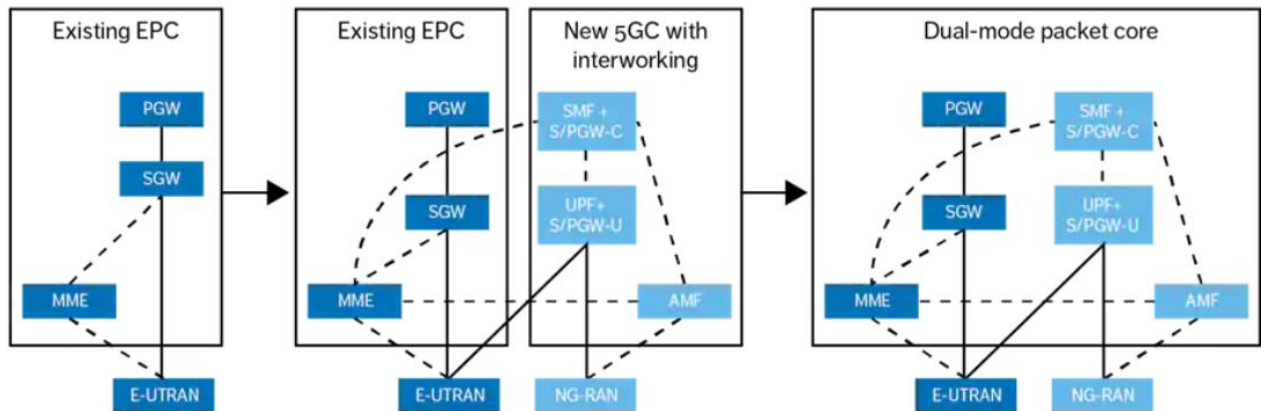 Existing EPC
PGW
SGW
MME
E-UTRAN
Existing EPC
PGW
SGW
MME
E-UTRAN
New 5GC with
interworking
SMF +
S/PGW-C
UPF+
S/PGW-U
AMF
NG-RAN
Dual-mode packet core
PGW
SMF +
S/PGW-C
SGW
UPF+
S/PGW-U
MME
AMF
E-UTRAN
NG-RAN